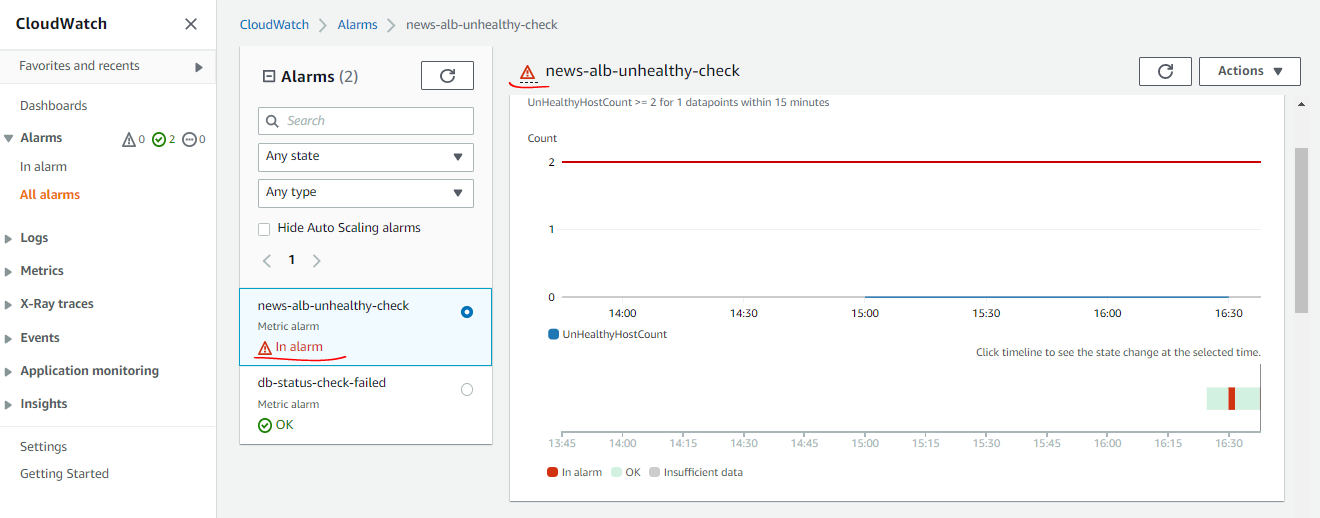 CloudWatch
Favorites and recents
Dashboards
Alarms 0 2 0
In alarm
All alarms
Logs
Metrics
X-Ray traces
Events
Application monitoring
Insights
Settings
Getting Started
CloudWatch Alarms news-alb-unhealthy-check
Alarms (2)
Search
Any state
Any type
Hide Auto Scaling alarms
1
news-alb-unhealthy-check
Metric alarm
In alarm
db-status-check-failed
Metric alarm
OK
news-alb-unhealthy-check
Actions
UnHealthyHostCount >= 2 for 1 datapoints within 15 minutes
Count
2
1
0
14:00 14:30 15:00 15:30 16:00 16:30
UnHealthyHostCount
Click timeline to see the state change at the selected time.
13:45 14:00 14:15 14:30 14:45 15:00 15:15 15:30 15:45 16:00 16:15 16:30
In alarm OK Insufficient data